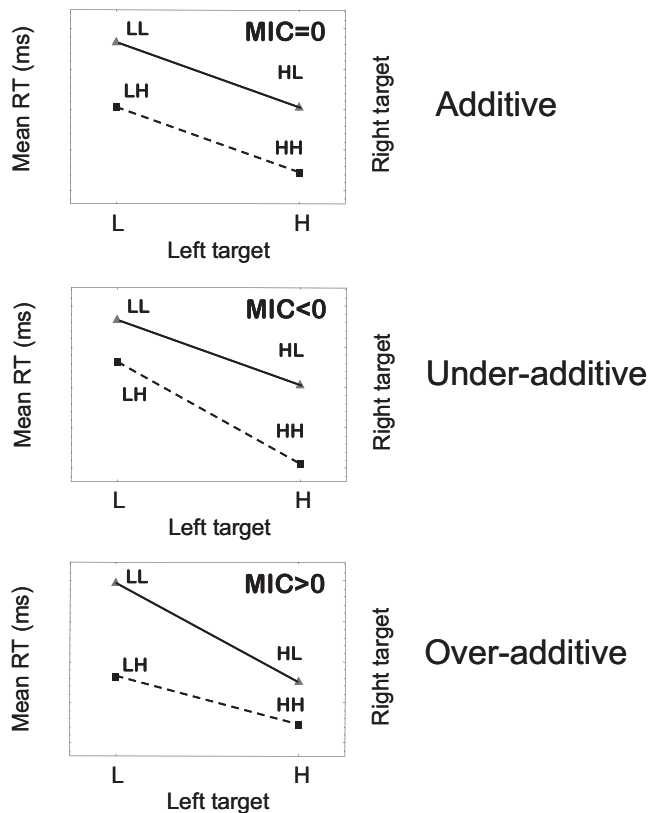 MIC=0
LL
HL
LH
HH
Mean RT (ms)
Right target
Additive
L H
Left target
MIC<0
LL
HL
LH
HH
Mean RT (ms)
Right target
Under-additive
L H
Left target
MIC>0
LL
HL
LH
HH
Mean RT (ms)
Right target
Over-additive
L H
Left target